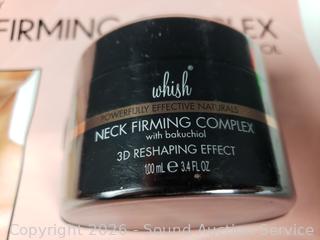 FIRMING COMPLEX
whish
POWERFULLY EFFECTIVE NATURALS
NECK FIRMING COMPLEX
with bakuchiol
3D RESHAPING EFFECT
100 mL e 3.4 FL OZ
Copyright 2026 - Sound Auction Service